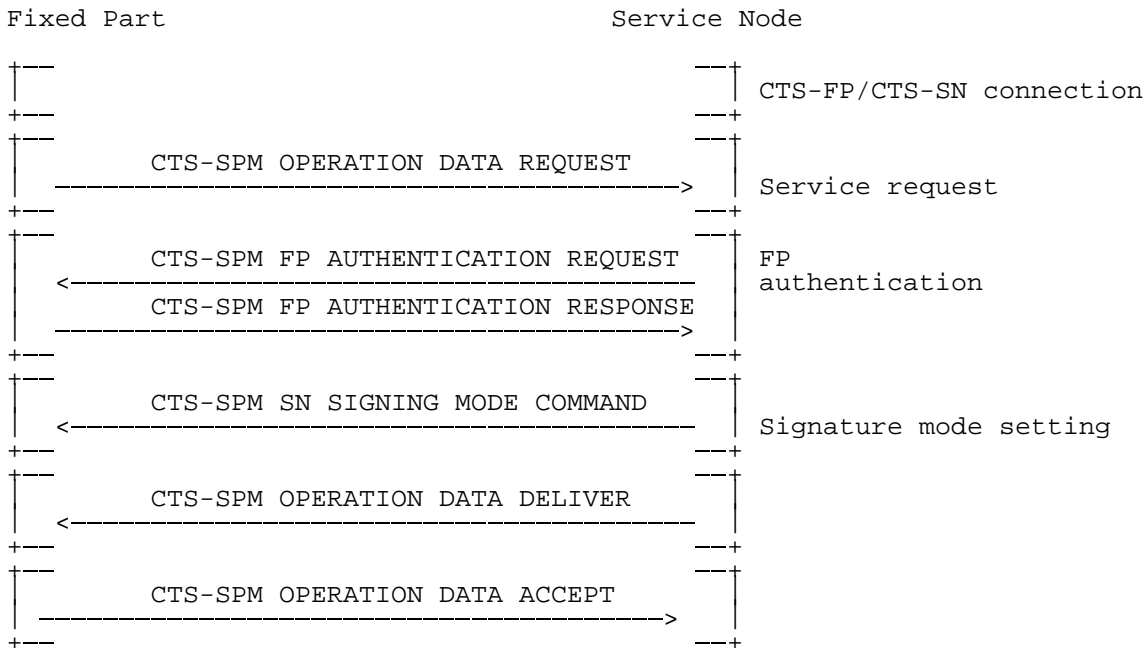 Fixed Part Service Node
CTS-FP/CTS-SN connection
CTS-SPM OPERATION DATA REQUEST
Service request
CTS-SPM FP AUTHENTICATION REQUEST FP
authentication
CTS-SPM FP AUTHENTICATION RESPONSE
CTS-SPM SN SIGNING MODE COMMAND
Signature mode setting
CTS-SPM OPERATION DATA DELIVER
CTS-SPM OPERATION DATA ACCEPT